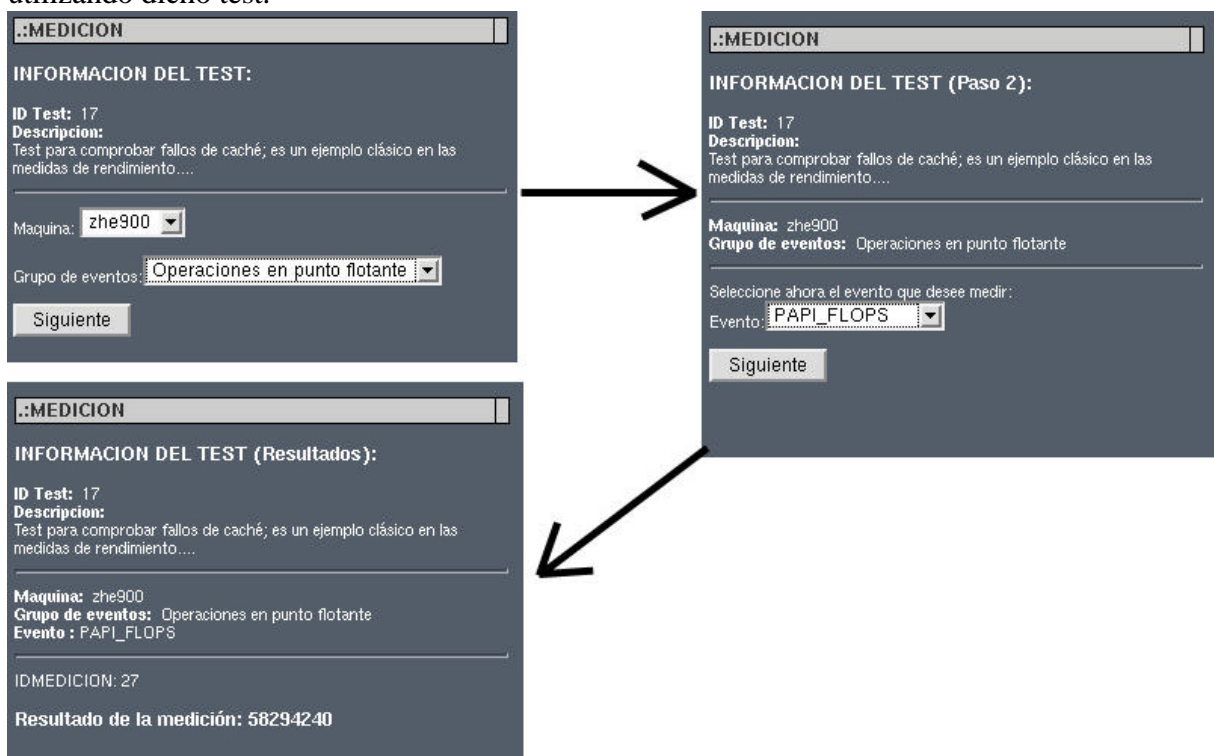 utilizando dicho test.
.:MEDICION
INFORMACION DEL TEST:
ID Test: 17
Descripcion:
Test para comprobar fallos de caché; es un ejemplo clásico en las
medidas de rendimiento....
Maquina: zhe900
Grupo de eventos: Operaciones en punto flotante
Siguiente
.:MEDICION
INFORMACION DEL TEST (Paso 2):
ID Test: 17
Descripcion:
Test para comprobar fallos de caché; es un ejemplo clásico en las
medidas de rendimiento....
Maquina: zhe900
Grupo de eventos: Operaciones en punto flotante
Seleccione ahora el evento que desee medir:
Evento: PAPI_FLOPS
Siguiente
.:MEDICION
INFORMACION DEL TEST (Resultados):
ID Test: 17
Descripcion:
Test para comprobar fallos de caché; es un ejemplo clásico en las
medidas de rendimiento....
Maquina: zhe900
Grupo de eventos: Operaciones en punto flotante
Evento : PAPI_FLOPS
IDMEDICION: 27
Resultado de la medición: 58294240